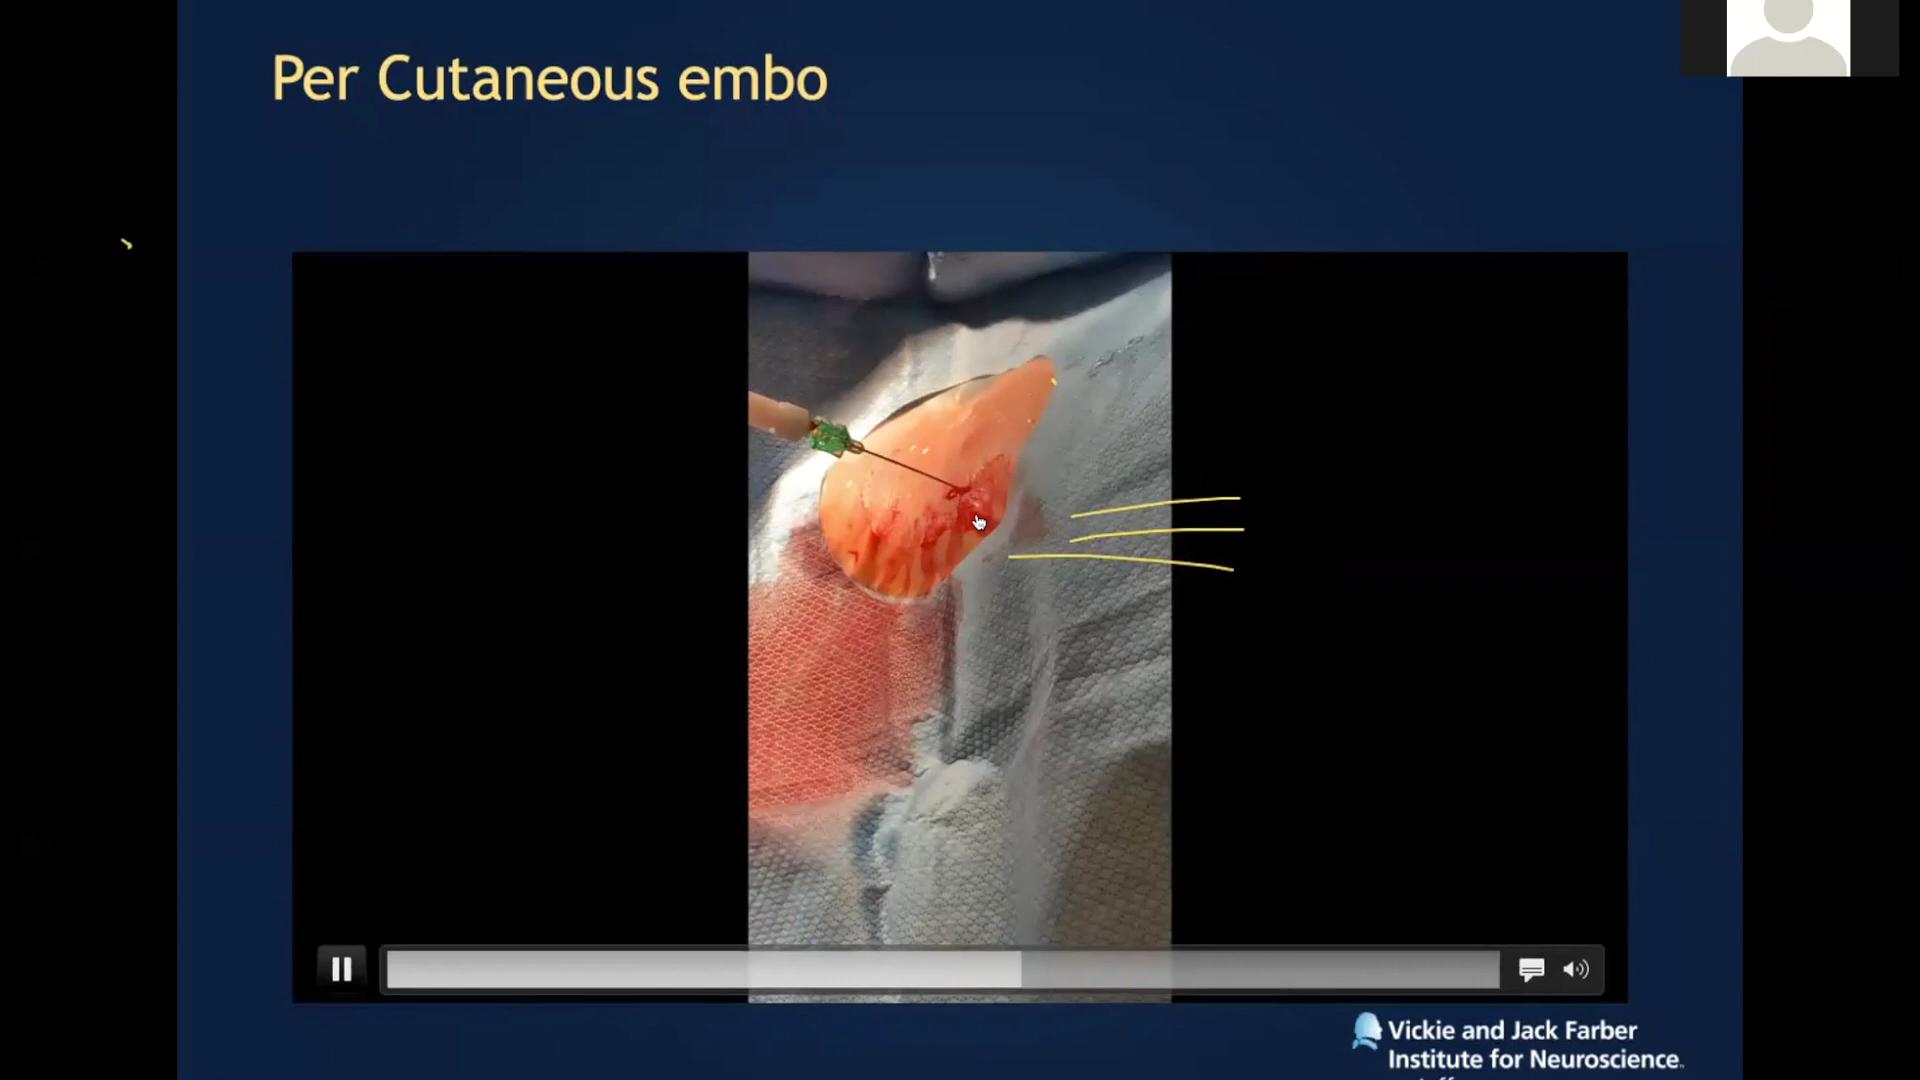 Per Cutaneous embo
Vickie and Jack Farber
Institute for Neuroscience